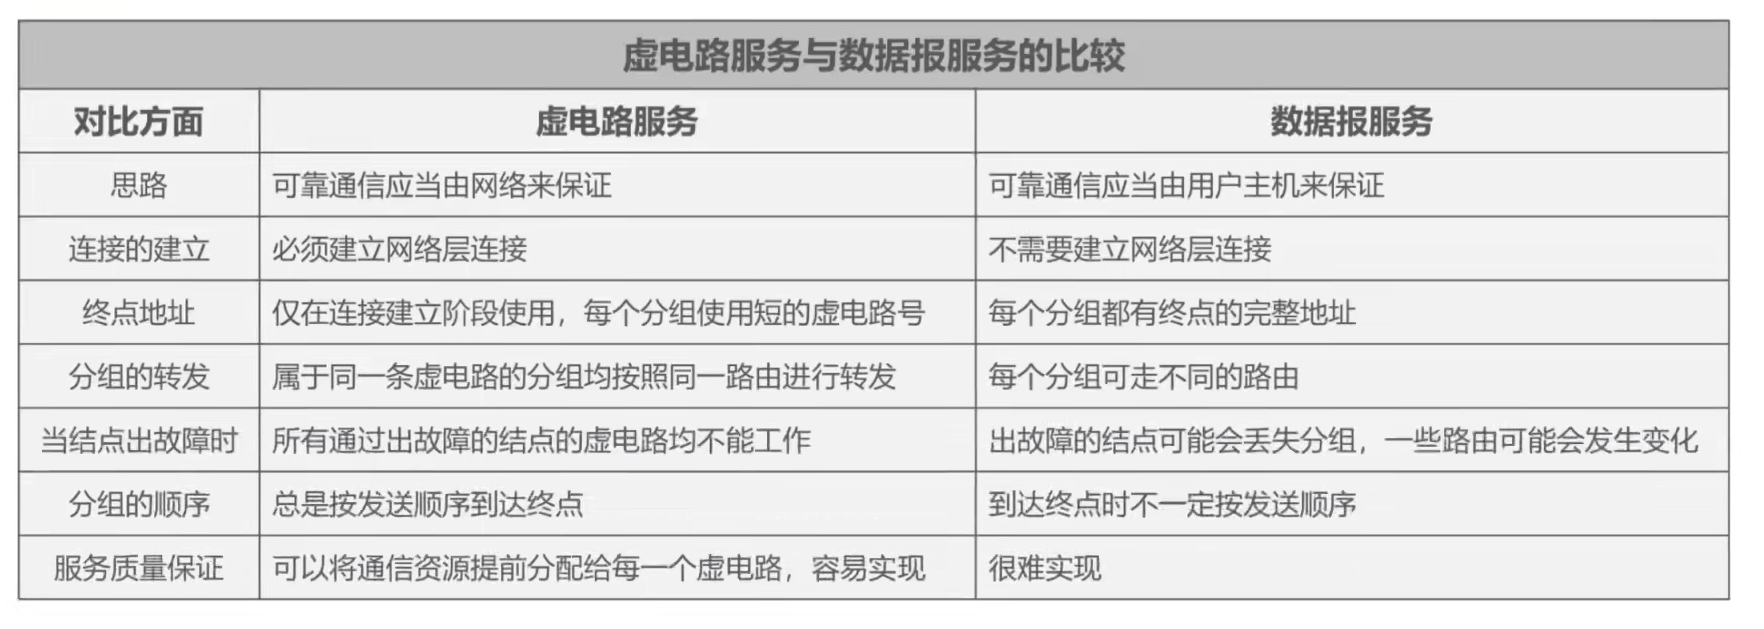 虚电路服务与数据报服务的比较
对比方面 虚电路服务 数据报服务
思路 可靠通信应当由网络来保证 可靠通信应当由用户主机来保证
连接的建立 必须建立网络层连接 不需要建立网络层连接
终点地址 仅在连接建立阶段使用，每个分组使用短的虚电路号 每个分组都有终点的完整地址
分组的转发 属于同一条虚电路的分组均按照同一路由进行转发 每个分组可走不同的路由
当结点出故障时 所有通过出故障的结点的虚电路均不能工作 出故障的结点可能会丢失分组，一些路由可能会发生变化
分组的顺序 总是按发送顺序到达终点 到达终点时不一定按发送顺序
服务质量保证 可以将通信资源提前分配给每一个虚电路，容易实现 很难实现